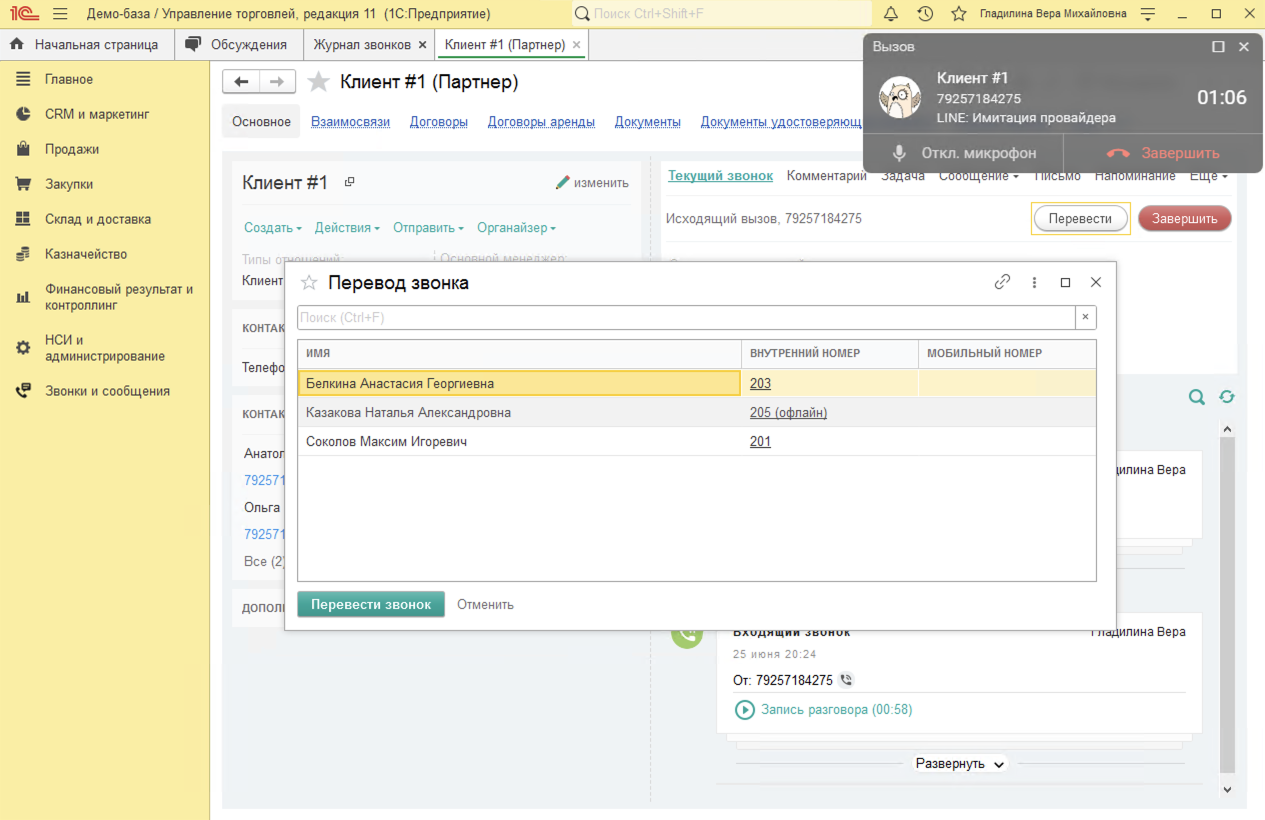 1С Демо-база / Управление торговлей, редакция 11 (1С:Предприятие)
Поиск Ctrl+Shift+F
Гладилина Вера Михайловна
Начальная страница
Обсуждения
Журнал звонков ×
Клиент #1 (Партнер) ×
Главное
CRM и маркетинг
Продажи
Закупки
Склад и доставка
Казначейство
Финансовый результат и
контроллинг
НСИ и
администрирование
Звонки и сообщения
Клиент #1 (Партнер)
Основное
Взаимосвязи
Договоры
Договоры аренды
Документы
Документы удостоверяющ
Вызов
Клиент #1
79257184275
LINE: Имитация провайдера
01:06
Откл. микрофон
Завершить
Клиент #1
изменить
Создать
Действия
Отправить
Органайзер
Типы отношений
Основной менеджер:
Клиент
КОНТАК
Телефо
КОНТАК
Анатол
792571
Ольга
792571
Все (2)
ДОПОЛ
Текущий звонок
Комментарий
Задача
Сообщение
Письмо
Напоминание
Еще
Исходящий вызов, 79257184275
Перевести
Завершить
Перевод звонка
Поиск (Ctrl+F)
×
ИМЯ
ВНУТРЕННИЙ НОМЕР
МОБИЛЬНЫЙ НОМЕР
Белкина Анастасия Георгиевна
203
Казакова Наталья Александровна
205 (офлайн)
Соколов Максим Игоревич
201
Перевести звонок
Отменить
дилина Вера
Входящий звонок
Гладилина Вера
25 июня 20:24
От: 79257184275
Запись разговора (00:58)
Развернуть